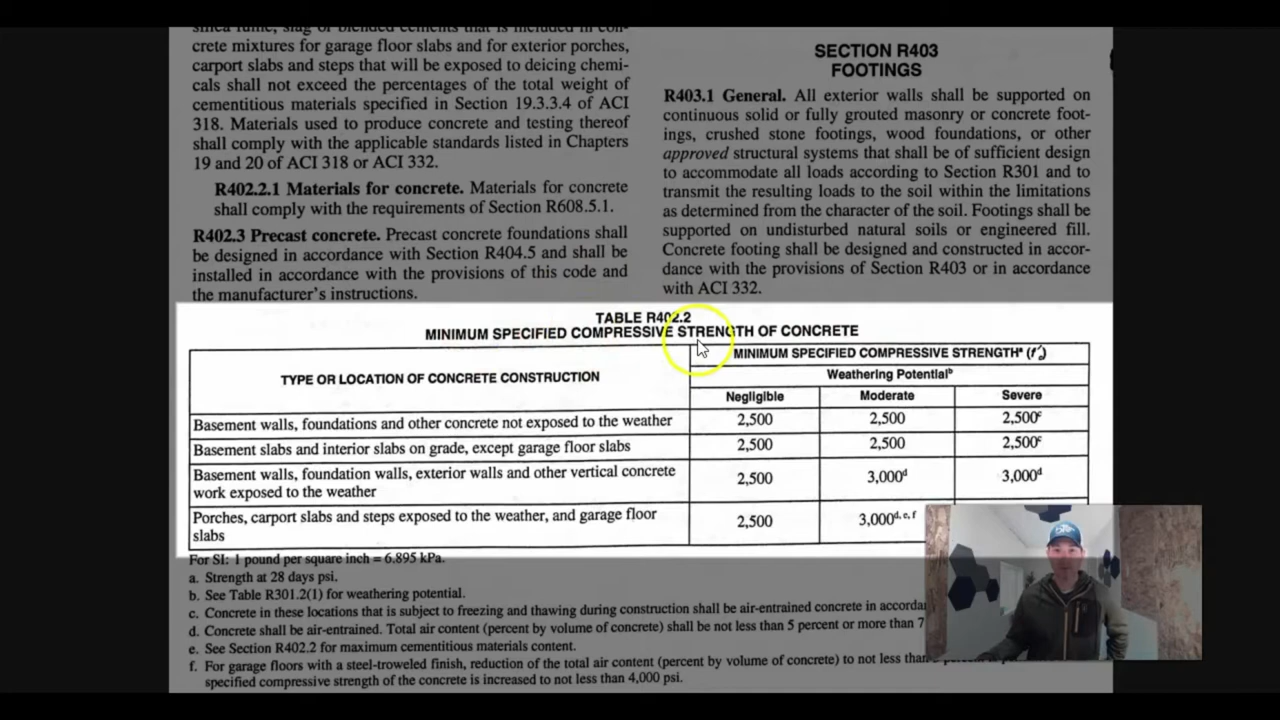 silica fume, slag or blended cements that is included in con-
crete mixtures for garage floor slabs and for exterior porches,
carport slabs and steps that will be exposed to deicing chemi-
cals shall not exceed the percentages of the total weight of
cementitious materials specified in Section 19.3.3.4 of ACI
318. Materials used to produce concrete and testing thereof
shall comply with the applicable standards listed in Chapters
19 and 20 of ACI 318 or ACI 332.
R402.2.1 Materials for concrete. Materials for concrete
shall comply with the requirements of Section R608.5.1.
R402.3 Precast concrete. Precast concrete foundations shall
be designed in accordance with Section R404.5 and shall be
installed in accordance with the provisions of this code and
the manufacturer's instructions.
SECTION R403
FOOTINGS
R403.1 General. All exterior walls shall be supported on
continuous solid or fully grouted masonry or concrete foot-
ings, crushed stone footings, wood foundations, or other
approved structural systems that shall be of sufficient design
to accommodate all loads according to Section R301 and to
transmit the resulting loads to the soil within the limitations
as determined from the character of the soil. Footings shall be
supported on undisturbed natural soils or engineered fill.
Concrete footing shall be designed and constructed in accor-
dance with the provisions of Section R403 or in accordance
with ACI 332.
TABLE R402.2
MINIMUM SPECIFIED COMPRESSIVE STRENGTH OF CONCRETE
TYPE OR LOCATION OF CONCRETE CONSTRUCTION
MINIMUM SPECIFIED COMPRESSIVE STRENGTHᵃ (f'c)
Weathering Potentialᵇ
Negligible Moderate Severe
Basement walls, foundations and other concrete not exposed to the weather 2,500 2,500 2,500ᶜ
Basement slabs and interior slabs on grade, except garage floor slabs 2,500 2,500 2,500ᶜ
Basement walls, foundation walls, exterior walls and other vertical concrete
work exposed to the weather 2,500 3,000ᵈ 3,000ᵈ
Porches, carport slabs and steps exposed to the weather, and garage floor
slabs 2,500 3,000ᵈ, ᵉ, ᶠ
For SI: 1 pound per square inch = 6.895 kPa.
a. Strength at 28 days psi.
b. See Table R301.2(1) for weathering potential.
c. Concrete in these locations that is subject to freezing and thawing during construction shall be air-entrained concrete in
d. Concrete shall be air-entrained. Total air content (percent by volume of concrete) shall be not less than 5 percent or more than 7
e. See Section R402.2 for maximum cementitious materials content.
f. For garage floors with a steel-troweled finish, reduction of the total air content (percent by volume of concrete) to not less than
specified compressive strength of the concrete is increased to not less than 4,000 psi.